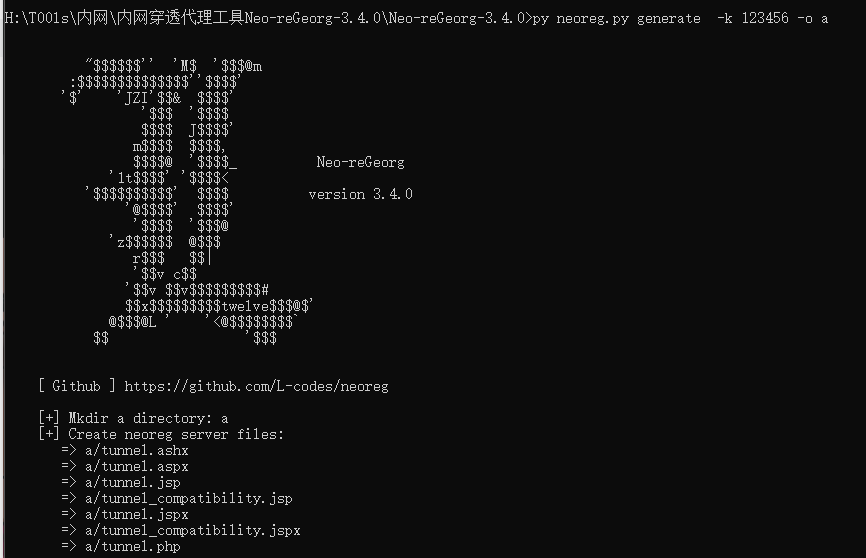 H:\T001s\内网\内网穿透代理工具Neo-reGeorg-3.4.0\Neo-reGeorg-3.4.0>py neoreg.py generate  -k 123456 -o a
"$$$$$$''  'M$  '$$$@m
:$$$$$$$$$$$$$$''$$$$'
'$'    'JZI'$$&  $$$$'
'$$$  '$$$$
$$$$  J$$$$'
m$$$$  $$$$,
$$$$@  '$$$$_          Neo-reGeorg
'1t$$$$' '$$$$<
'$$$$$$$$$$'  $$$$          version 3.4.0
'@$$$$'  $$$$'
'$$$$  '$$$@
'z$$$$$$  @$$$
r$$$   $$|
'$$v c$$
'$$v $$v$$$$$$$$$#
$$x$$$$$$$$$twelve$$$@$'
@$$$@L '    '<@$$$$$$$$`
$$                 '$$$
[ Github ] https://github.com/L-codes/neoreg
[+] Mkdir a directory: a
[+] Create neoreg server files:
=> a/tunnel.ashx
=> a/tunnel.aspx
=> a/tunnel.jsp
=> a/tunnel_compatibility.jsp
=> a/tunnel.jspx
=> a/tunnel_compatibility.jspx
=> a/tunnel.php